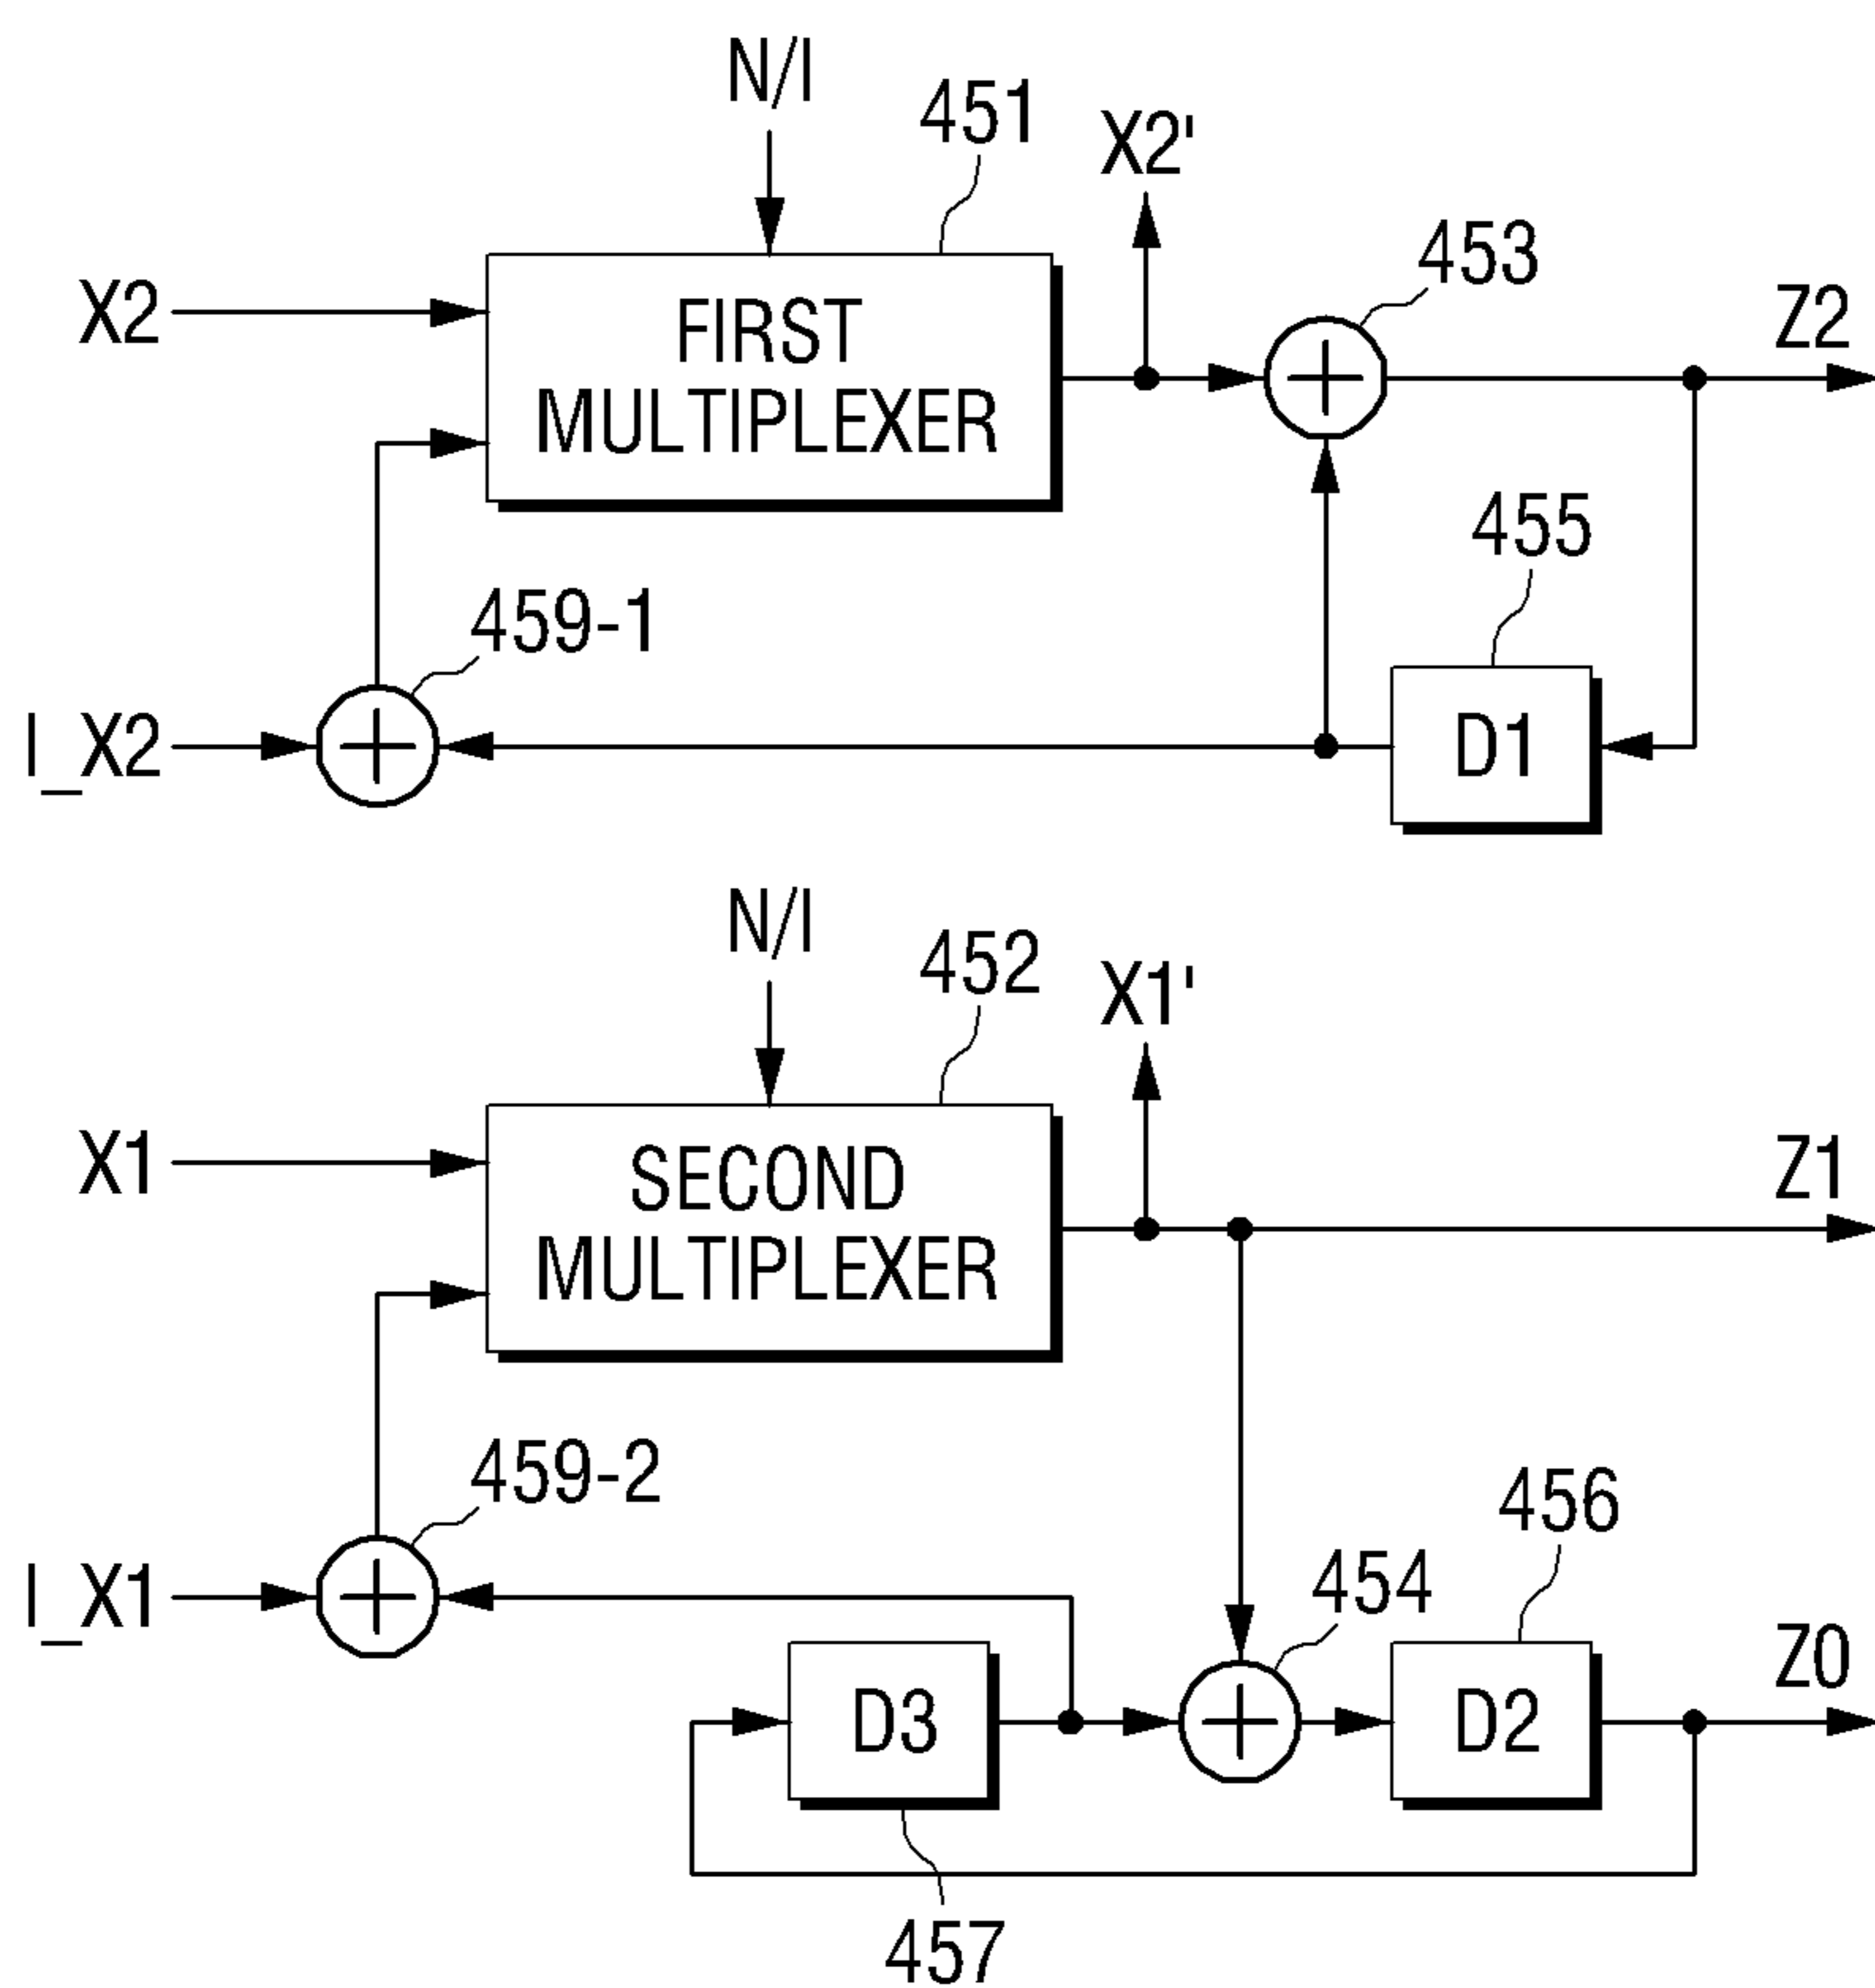 N/I
451
X2'
453
Z2
X2
FIRST
MULTIPLEXER
455
459-1
I_X2
D1
N/I
452
X1'
Z1
X1
SECOND
MULTIPLEXER
459-2
456
454
I_X1
Z0
D3
D2
457